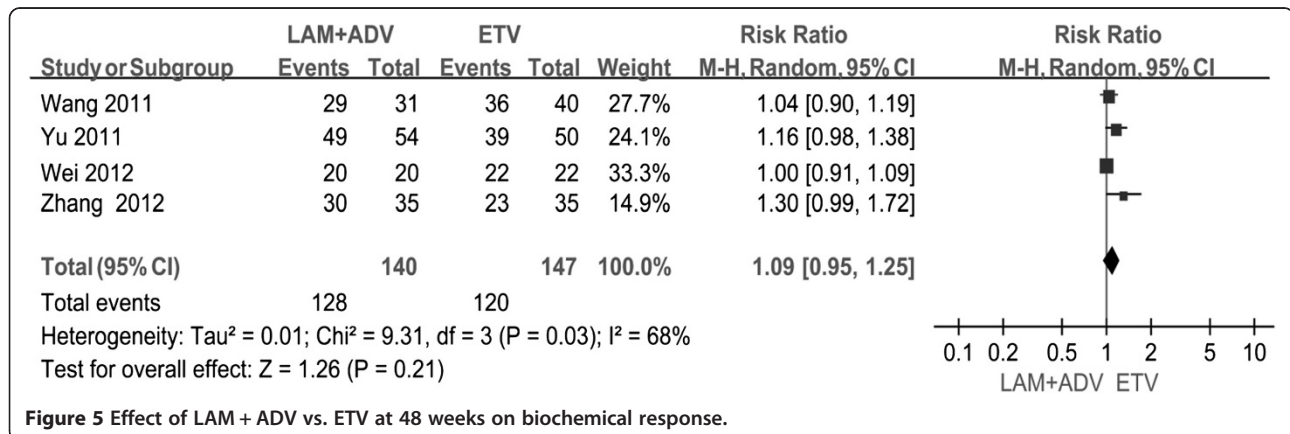 LAM+ADV ETV Risk Ratio Risk Ratio
Study or Subgroup Events Total Events Total Weight M-H, Random, 95% CI M-H, Random, 95% CI
Wang 2011 29 31 36 40 27.7% 1.04 [0.90, 1.19]
Yu 2011 49 54 39 50 24.1% 1.16 [0.98, 1.38]
Wei 2012 20 20 22 22 33.3% 1.00 [0.91, 1.09]
Zhang 2012 30 35 23 35 14.9% 1.30 [0.99, 1.72]
Total (95% CI) 140 147 100.0% 1.09 [0.95, 1.25]
Total events 128 120
Heterogeneity: Tau² = 0.01; Chi² = 9.31, df = 3 (P = 0.03); I² = 68%
Test for overall effect: Z = 1.26 (P = 0.21)
0.1 0.2 0.5 1 2 5 10
LAM+ADV ETV
Figure 5 Effect of LAM + ADV vs. ETV at 48 weeks on biochemical response.